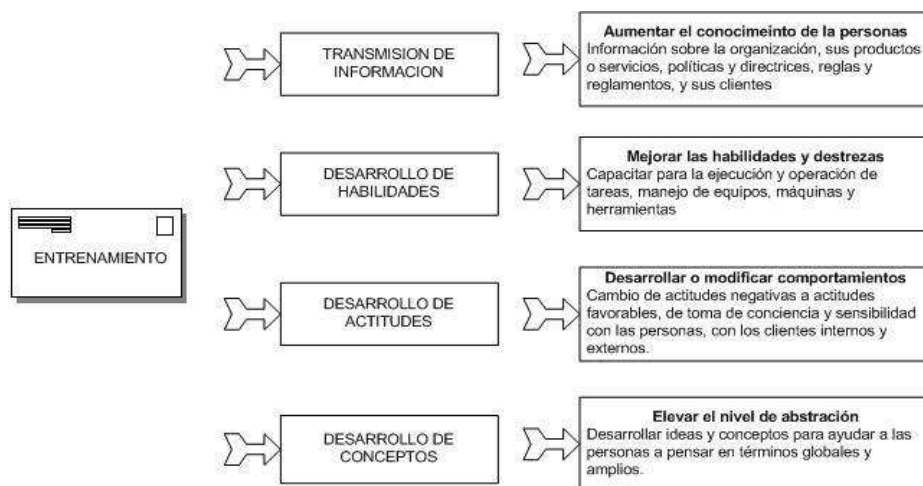 ENTRENAMIENTO
TRANSMISION DE
INFORMACION
Aumentar el conocimeinto de la personas
Información sobre la organización, sus productos
o servicios, políticas y directrices, reglas y
reglamentos, y sus clientes
DESARROLLO DE
HABILIDADES
Mejorar las habilidades y destrezas
Capacitar para la ejecución y operación de
tareas, manejo de equipos, máquinas y
herramientas
DESARROLLO DE
ACTITUDES
Desarrollar o modificar comportamientos
Cambio de actitudes negativas a actitudes
favorables, de toma de conciencia y sensibilidad
con las personas, con los clientes internos y
externos.
DESARROLLO DE
CONCEPTOS
Elevar el nivel de abstración
Desarrollar ideas y conceptos para ayudar a las
personas a pensar en términos globales y
amplios.